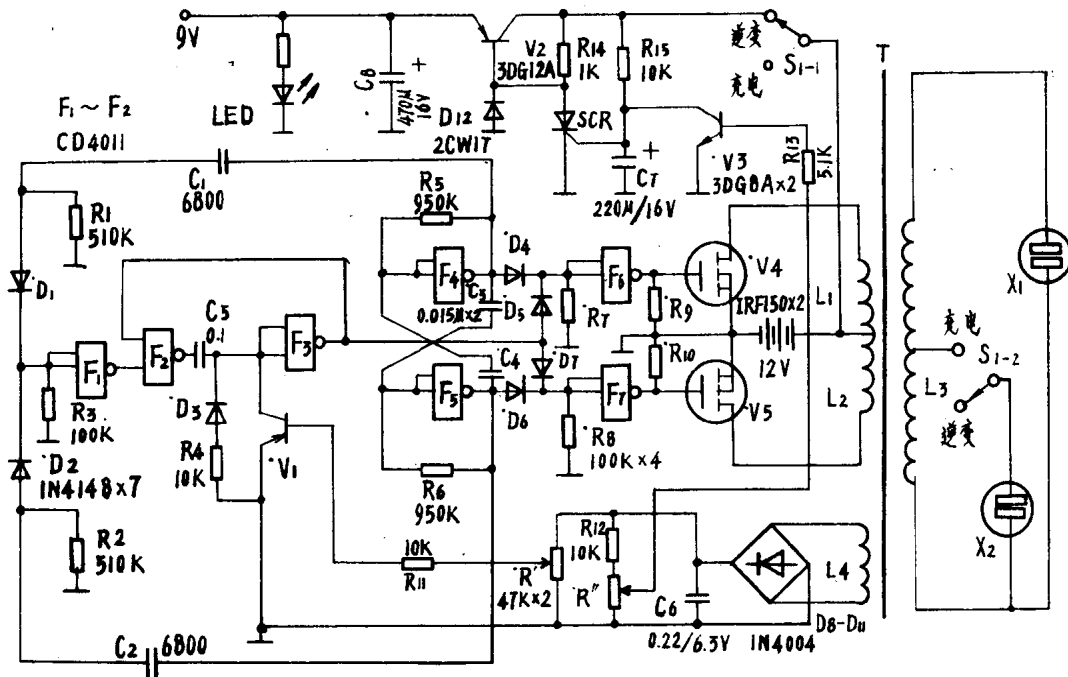 9V
LED
C8
470μ
16V
V2
3DG12A
R14
1K
R15
10K
逆变
充电
S1-1
T
D12
2CW17
SCR
C7
220μ/16V
V3
3DG8A×2
R13
5.1K
F1~F2
CD4011
C1
6800
R1
510K
D1
R3
100K
D2
1N4148×7
R2
510K
F1
F2
C5
0.1
F3
D3
R4
10K
V1
R5
950K
F4
C3
0.015μ×2
D4
D5
F6
R7
R9
V4
IRF150×2
12V
L1
C4
D7
F5
D6
F7
R10
V5
R8
100K×4
L2
R6
950K
10K
R11
R'
47K×2
R12
10K
R"
C6
0.22/6.3V
D8-D11
1N4004
L4
C2
6800
L3
充电
S1-2
逆变
X1
X2